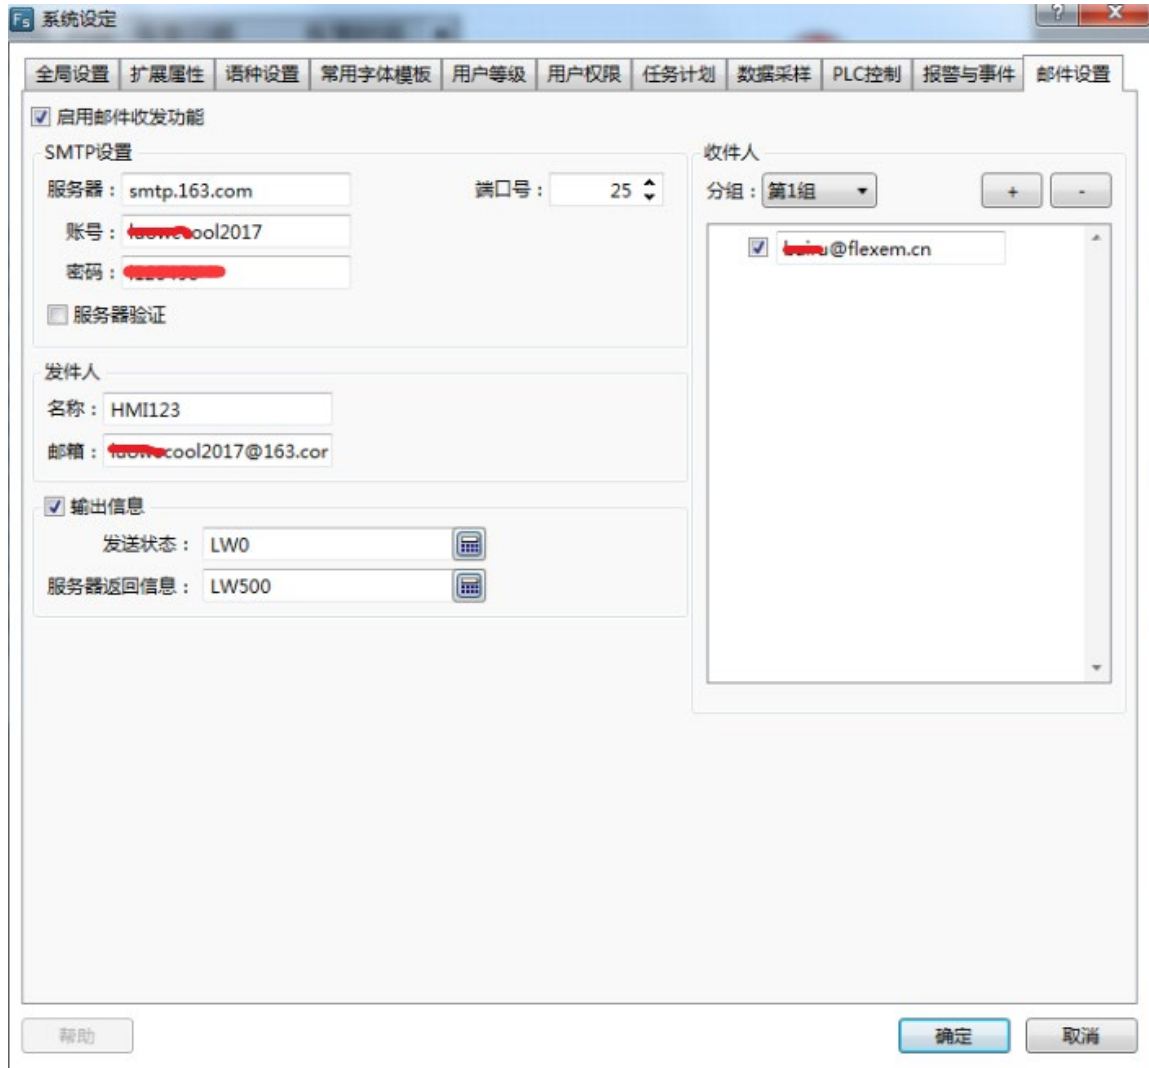 Fs 系统设定
全局设置 扩展属性 语种设置 常用字体模板 用户等级 用户权限 任务计划 数据采样 PLC控制 报警与事件 邮件设置
启用邮件收发功能
SMTP设置
服务器： smtp.163.com 端口号： 25
账号： ool2017
密码：
服务器验证
发件人
名称： HMI123
邮箱： cool2017@163.cor
输出信息
发送状态： LW0
服务器返回信息： LW500
收件人
分组： 第1组 + -
u@flexem.cn
帮助 确定 取消